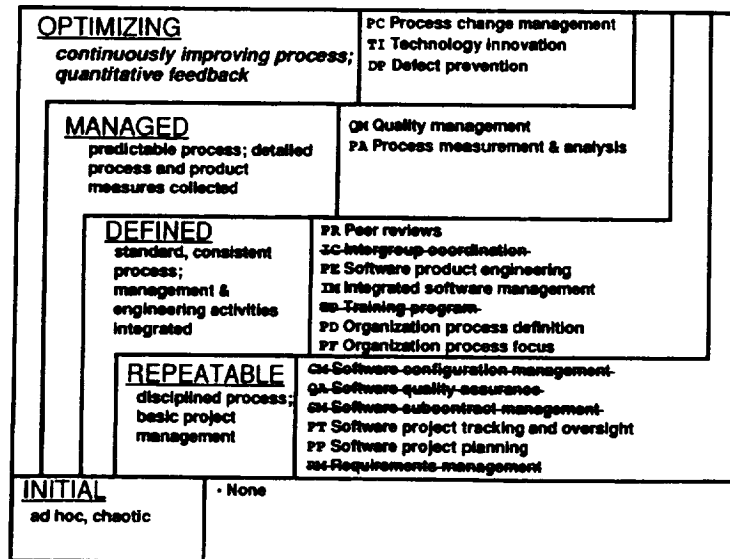 OPTIMIZING
continuously improving process;
quantitative feedback
PC Process change management
TI Technology innovation
DP Defect prevention
MANAGED
predictable process; detailed
process and product
measures collected
QM Quality management
PA Process measurement & analysis
DEFINED
standard, consistent
process;
management &
engineering activities
integrated
PR Peer reviews
IC Intergroup coordination
PE Software product engineering
IM Integrated software management
Training program
PD Organization process definition
PF Organization process focus
REPEATABLE
disciplined process;
basic project
management
CM Software configuration management
QA Software quality assurance
SM Software subcontract management
PT Software project tracking and oversight
PP Software project planning
RM Requirements management
INITIAL
ad hoc, chaotic
• None